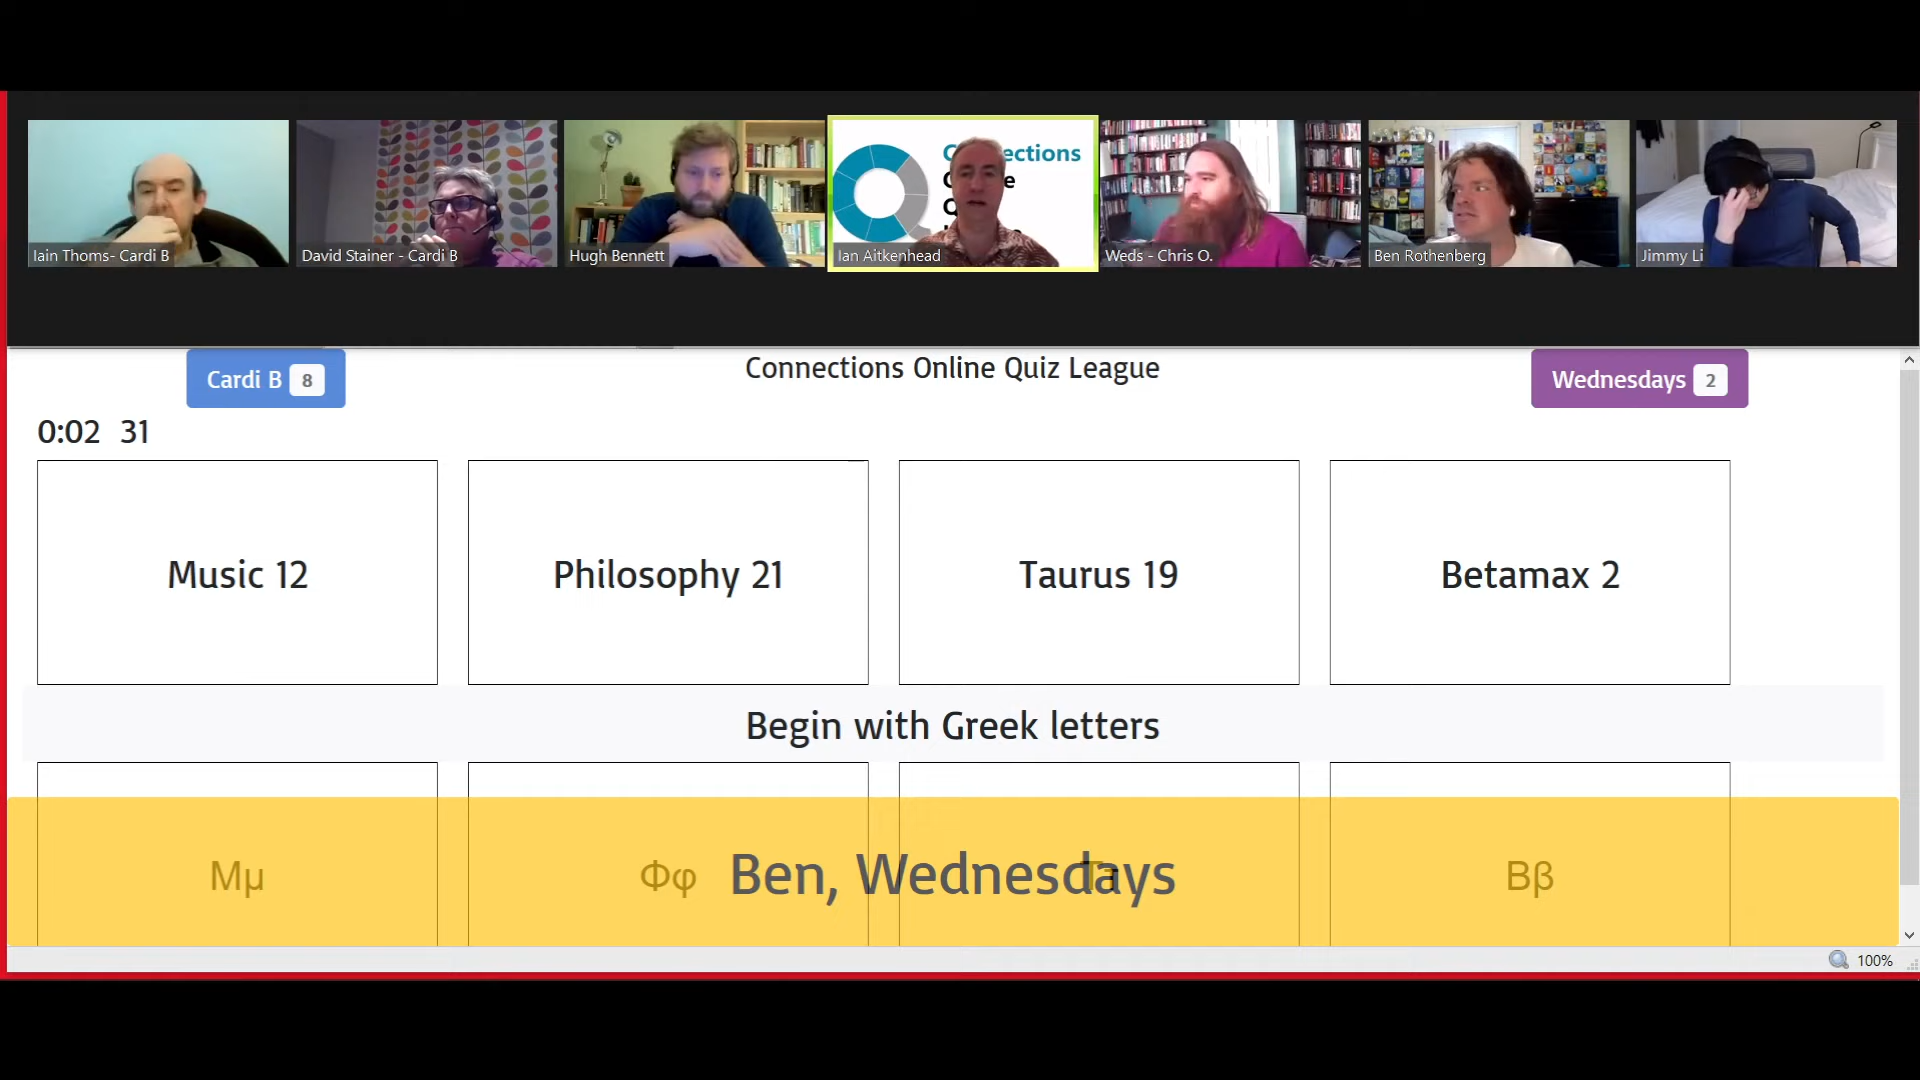 Connections
Iain Thoms- Cardi B
David Stainer - Cardi B
Hugh Bennett
Ian Aitkenhead
Weds - Chris O.
Ben Rothenberg
Jimmy Li
Cardi B 8
Connections Online Quiz League
Wednesdays 2
0:02 31
Music 12
Philosophy 21
Taurus 19
Betamax 2
Begin with Greek letters
Μμ
Φφ
Ββ
Ben, Wednesdays
100%